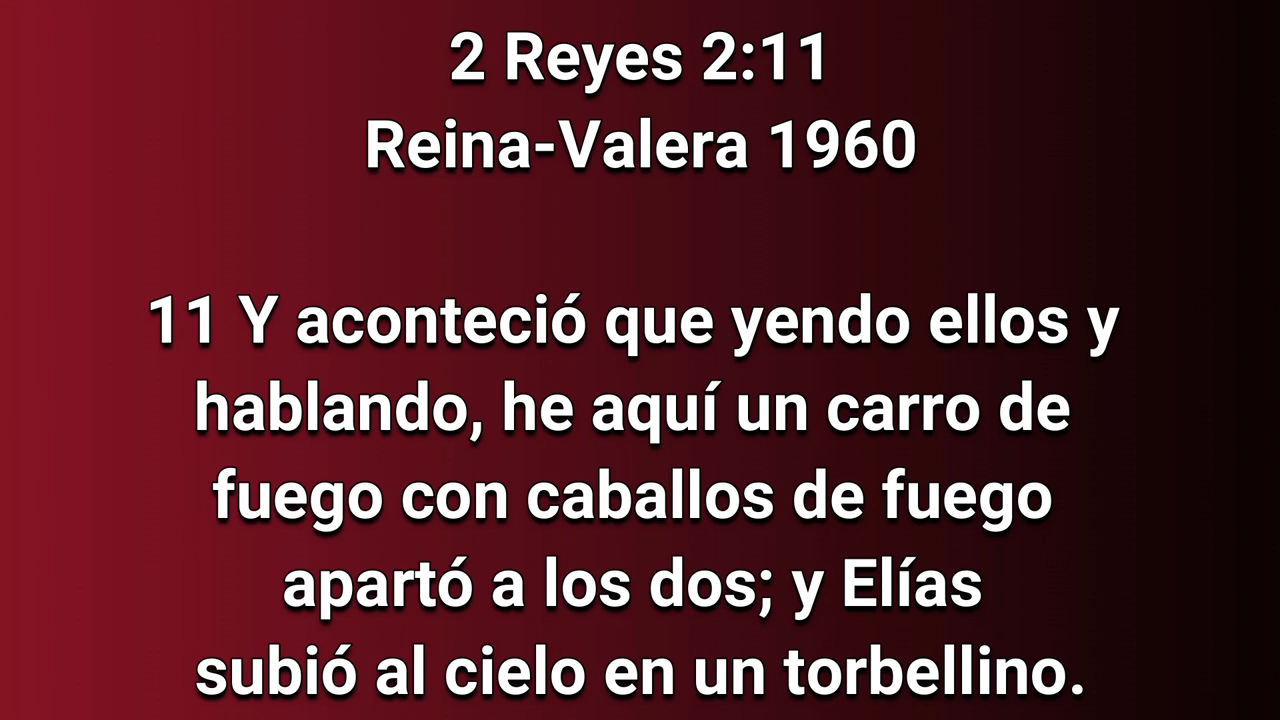 2 Reyes 2:11
Reina-Valera 1960
11 Y aconteció que yendo ellos y
hablando, he aquí un carro de
fuego con caballos de fuego
apartó a los dos; y Elías
subió al cielo en un torbellino.